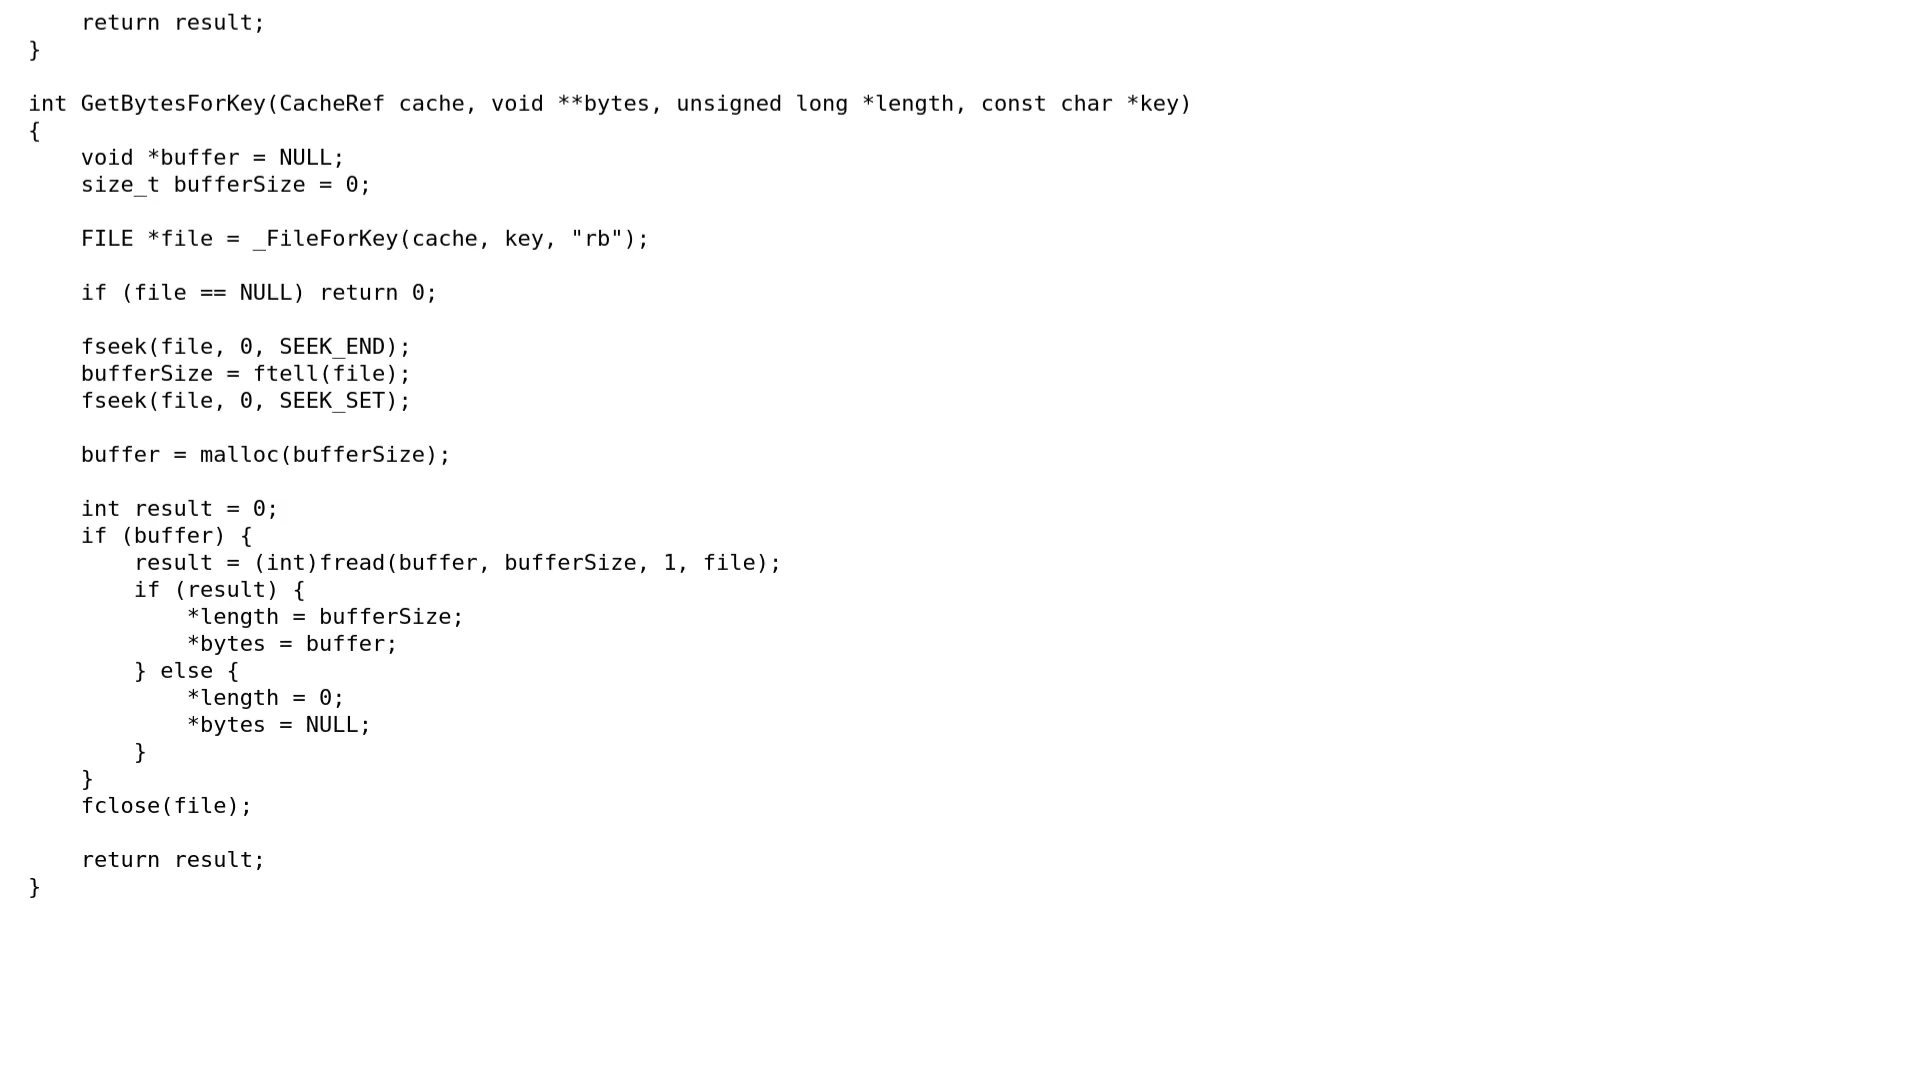 return result;
}

int GetBytesForKey(CacheRef cache, void **bytes, unsigned long *length, const char *key)
{
    void *buffer = NULL;
    size_t bufferSize = 0;

    FILE *file = _FileForKey(cache, key, "rb");

    if (file == NULL) return 0;

    fseek(file, 0, SEEK_END);
    bufferSize = ftell(file);
    fseek(file, 0, SEEK_SET);

    buffer = malloc(bufferSize);

    int result = 0;
    if (buffer) {
        result = (int)fread(buffer, bufferSize, 1, file);
        if (result) {
            *length = bufferSize;
            *bytes = buffer;
        } else {
            *length = 0;
            *bytes = NULL;
        }
    }
    fclose(file);

    return result;
}